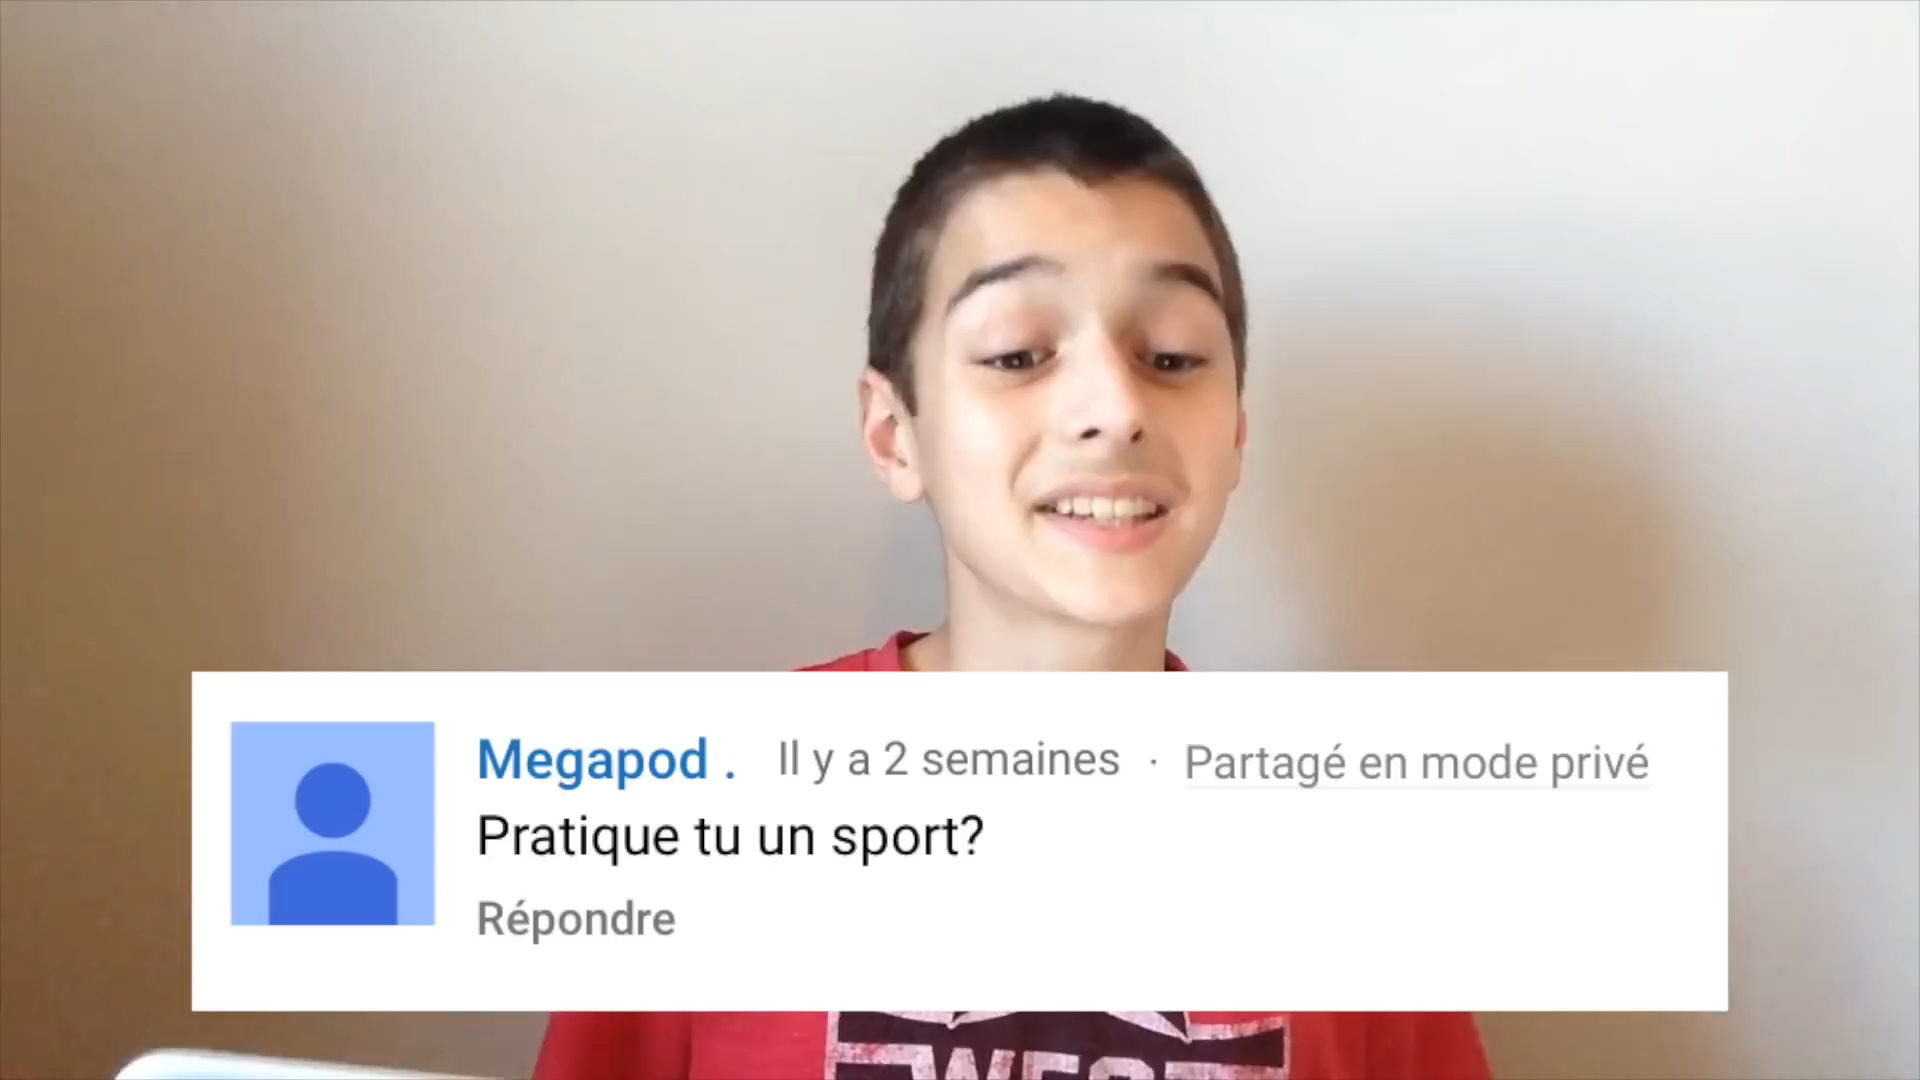 Megapod . Il y a 2 semaines · Partagé en mode privé
Pratique tu un sport?
Répondre